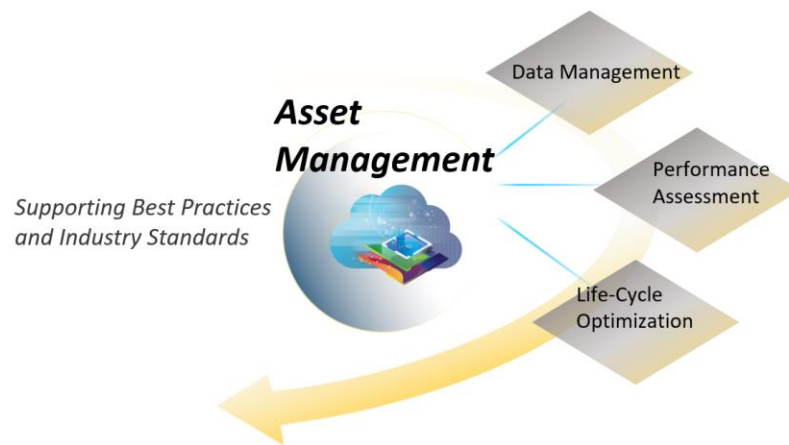 Asset
Management
Supporting Best Practices
and Industry Standards
Data Management
Performance
Assessment
Life-Cycle
Optimization